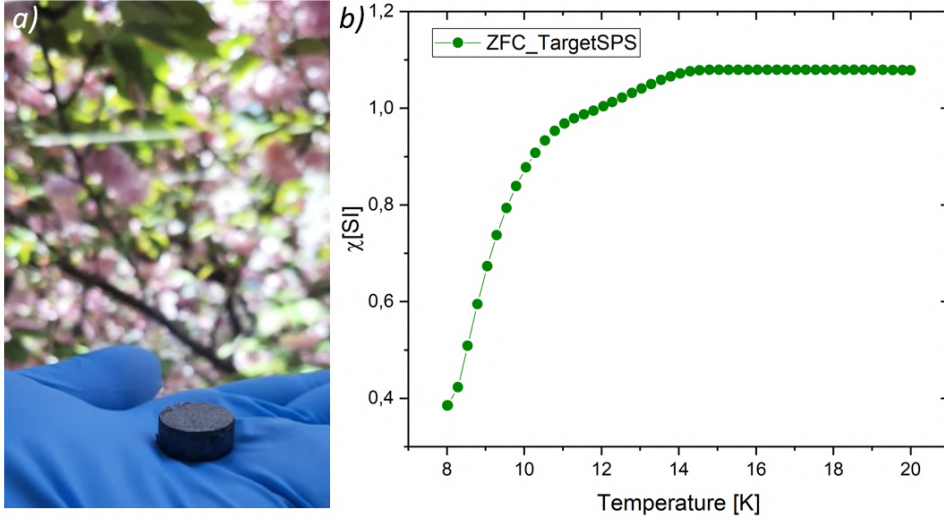 a)
b)
ZFC_TargetSPS
1,2
1,0
0,8
0,6
0,4
χ[SI]
8 10 12 14 16 18 20
Temperature [K]